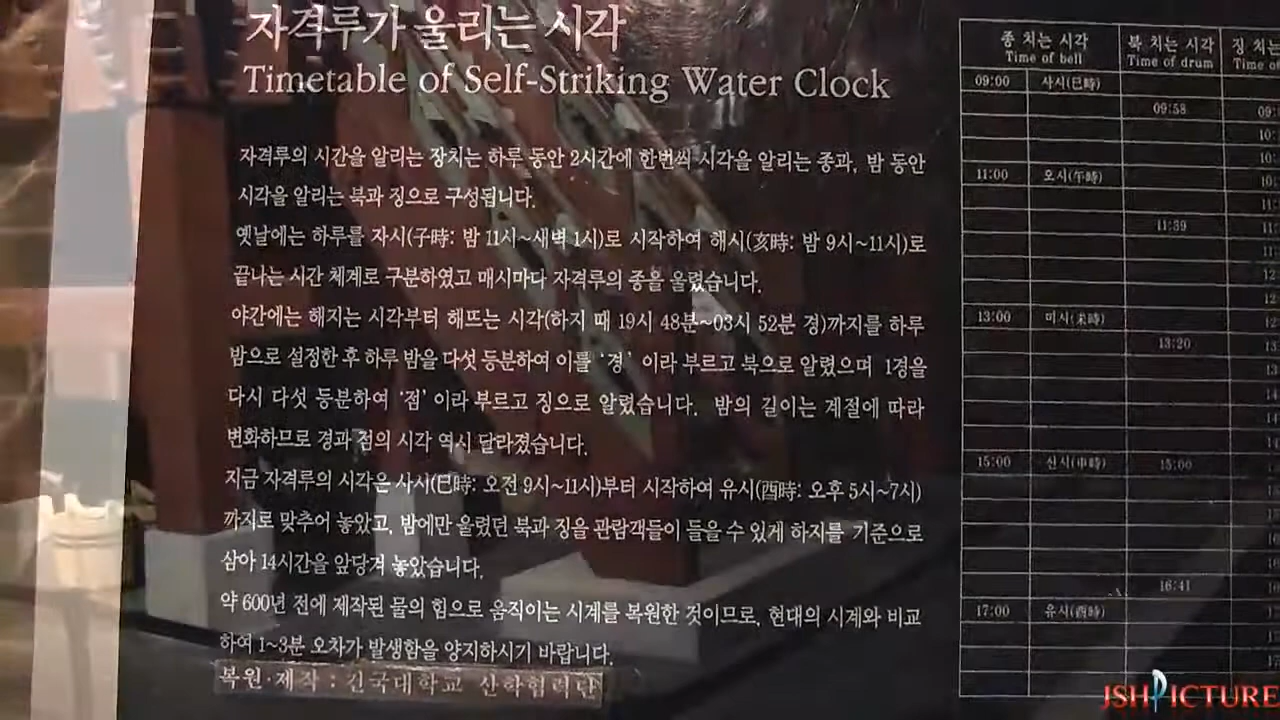 자격루가 울리는 시각
Timetable of Self-Striking Water Clock
자격루의 시간을 알리는 장치는 하루 동안 2시간에 한번씩 시각을 알리는 종과, 밤 동안
시각을 알리는 북과 징으로 구성됩니다.
옛날에는 하루를 자시(子時: 밤 11시~새벽 1시)로 시작하여 해시(亥時: 밤 9시~11시)로
끝나는 시간 체계로 구분하였고 매시마다 자격루의 종을 울렸습니다.
야간에는 해지는 시각부터 해뜨는 시각(하지 때 19시 48분~03시 52분 경)까지를 하루
밤으로 설정한 후 하루 밤을 다섯 등분하여 이를 '경' 이라 부르고 북으로 알렸으며 1경을
다시 다섯 등분하여 '점' 이라 부르고 징으로 알렸습니다. 밤의 길이는 계절에 따라
변화하므로 경과 점의 시각 역시 달라졌습니다.
지금 자격루의 시각은 사시(巳時: 오전 9시~11시)부터 시작하여 유시(酉時: 오후 5시~7시)
까지로 맞추어 놓았고, 밤에만 울렸던 북과 징을 관람객들이 들을 수 있게 하지를 기준으로
삼아 14시간을 앞당겨 놓았습니다.
약 600년 전에 제작된 물의 힘으로 움직이는 시계를 복원한 것이므로, 현대의 시계와 비교
하여 1~3분 오차가 발생함을 양지하시기 바랍니다.
복원·제작 : 건국대학교 산학협력단
종 치는 시각 북 치는 시각 징 치는
Time of bell Time of drum Time of
09:00 사시(巳時)
09:58
11:00 오시(午時)
11:39
13:00 미시(未時)
13:20
15:00 신시(申時) 15:00
16:41
17:00 유시(酉時)
JSHPICTURE